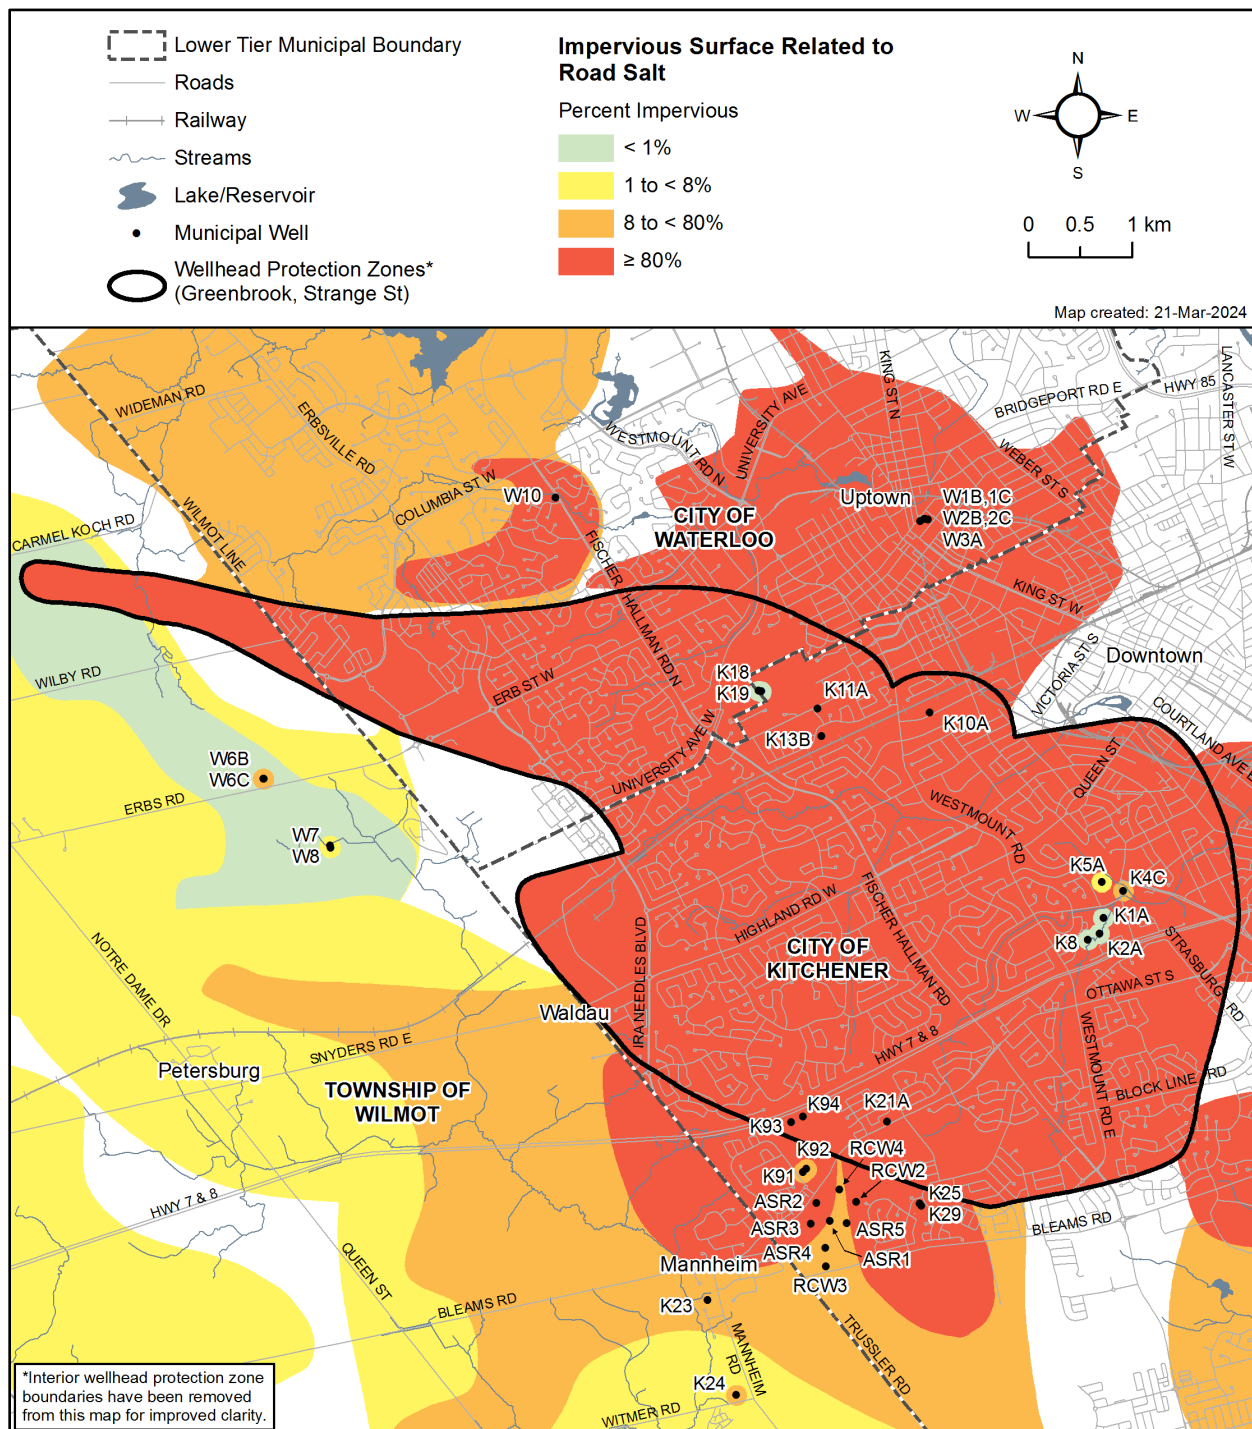 Lower Tier Municipal Boundary
Roads
Railway
Streams
Lake/Reservoir
Municipal Well
Wellhead Protection Zones*
(Greenbrook, Strange St)
Impervious Surface Related to
Road Salt
Percent Impervious
< 1%
1 to < 8%
8 to < 80%
≥ 80%
N
W
E
S
0 0.5 1 km
Map created: 21-Mar-2024
WIDEMAN RD
ERBSVILLE RD
COLUMBIA ST W
W10
WESTMOUNT RD N
UNIVERSITY AVE
KING ST N
BRIDGEPORT RD E
HWY 85
LANCASTER ST W
WEBER ST S
Uptown
W1B,1C
W2B,2C
W3A
CITY OF
WATERLOO
CARMEL KOCH RD
WILMOT LINE
FISCHER HALLMAN RD N
KING ST W
VICTORIA ST S
Downtown
WILBY RD
ERB ST W
K18
K19
K11A
K10A
K13B
COURTLAND AVE E
UNIVERSITY AVE W
QUEEN ST
W6B
W6C
ERBS RD
W7
W8
WESTMOUNT RD
K5A
K4C
K1A
K8
K2A
HIGHLAND RD W
FISCHER HALLMAN RD
CITY OF
KITCHENER
STRASBURG RD
OTTAWA ST S
NOTRE DAME DR
IRA NEEDLES BLVD
Waldau
SNYDERS RD E
Petersburg
TOWNSHIP OF
WILMOT
HWY 7 & 8
WESTMOUNT RD E
BLOCK LINE RD
K94
K21A
K93
K92
RCW4
K91
RCW2
HWY 7 & 8
ASR2
K25
K29
ASR3
ASR5
BLEAMS RD
ASR4
ASR1
Mannheim
RCW3
QUEEN ST
BLEAMS RD
K23
MANNHEIM
RD
TRUSSLER RD
K24
WITMER RD
*Interior wellhead protection zone
boundaries have been removed
from this map for improved clarity.